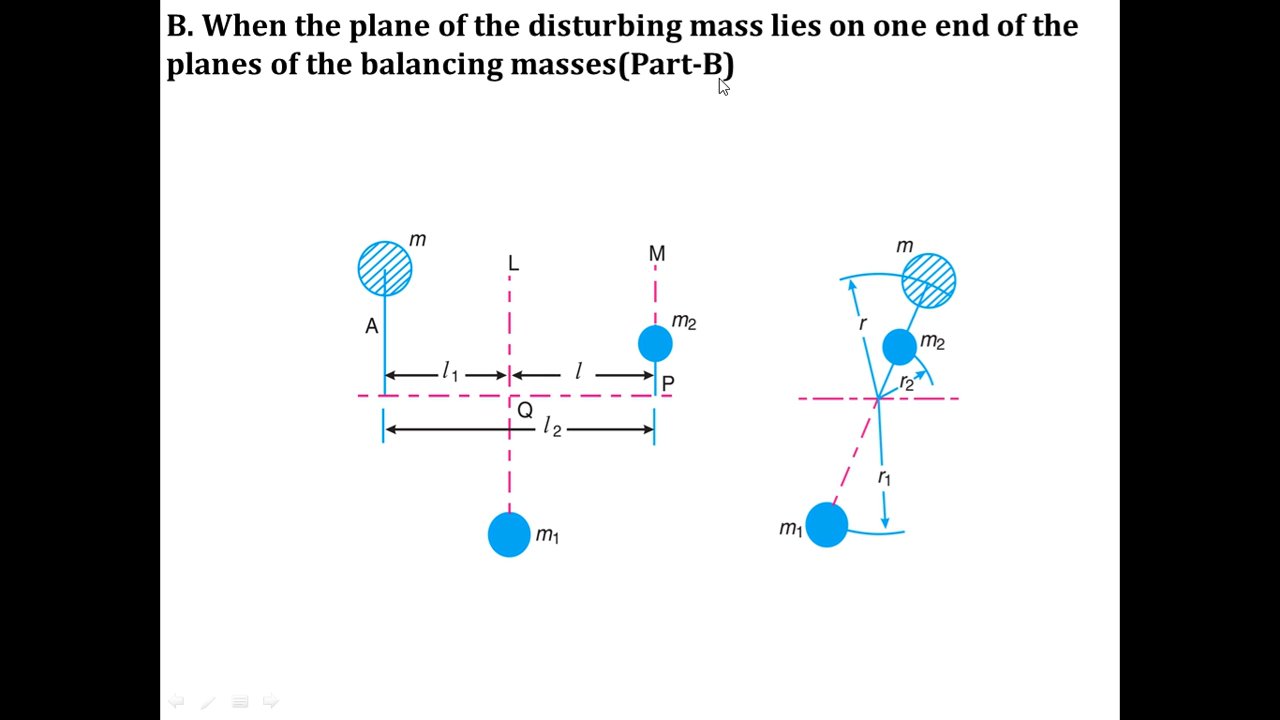 B. When the plane of the disturbing mass lies on one end of the
planes of the balancing masses(Part-B)
m
L
M
A
m2
l1
l
P
Q
l2
m1
m
r
m2
r2
r1
m1